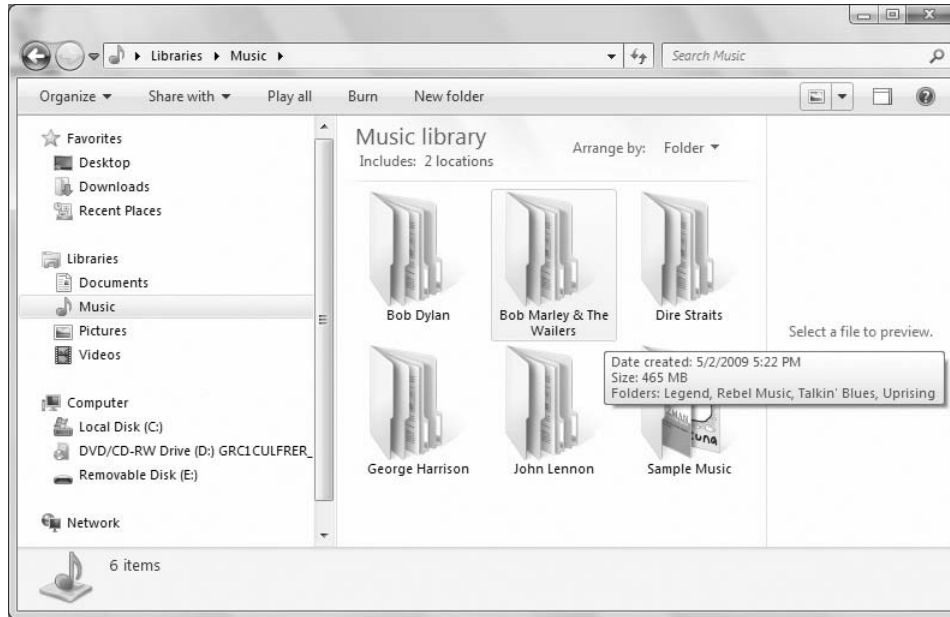 Libraries Music
Search Music
Organize Share with Play all Burn New folder
Favorites
Desktop
Downloads
Recent Places
Libraries
Documents
Music
Pictures
Videos
Computer
Local Disk (C:)
DVD/CD-RW Drive (D:) GRC1CULFRER_
Removable Disk (E:)
Network
Music library
Includes: 2 locations
Arrange by: Folder
Bob Dylan
Bob Marley & The
Wailers
Dire Straits
George Harrison
John Lennon
Sample Music
Date created: 5/2/2009 5:22 PM
Size: 465 MB
Folders: Legend, Rebel Music, Talkin' Blues, Uprising
Select a file to preview.
6 items